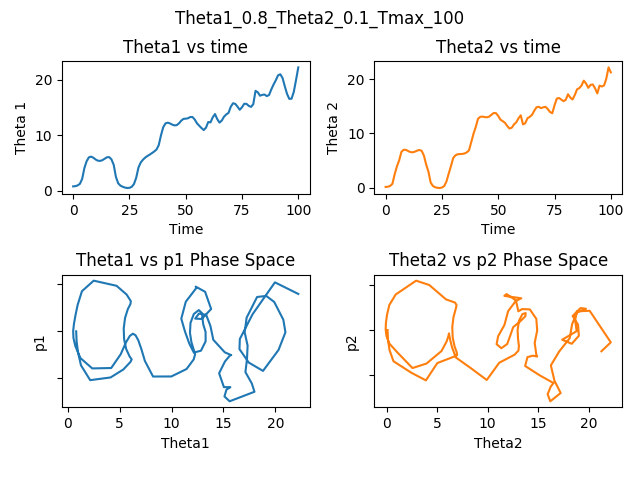 Theta1_0.8_Theta2_0.1_Tmax_100
Theta1 vs time
Theta 1
20
10
0
0
25
50
75
100
Time
Theta2 vs time
Theta 2
20
10
0
0
25
50
75
100
Time
Theta1 vs p1 Phase Space
p1
0
5
10
15
20
Theta1
Theta2 vs p2 Phase Space
p2
0
5
10
15
20
Theta2